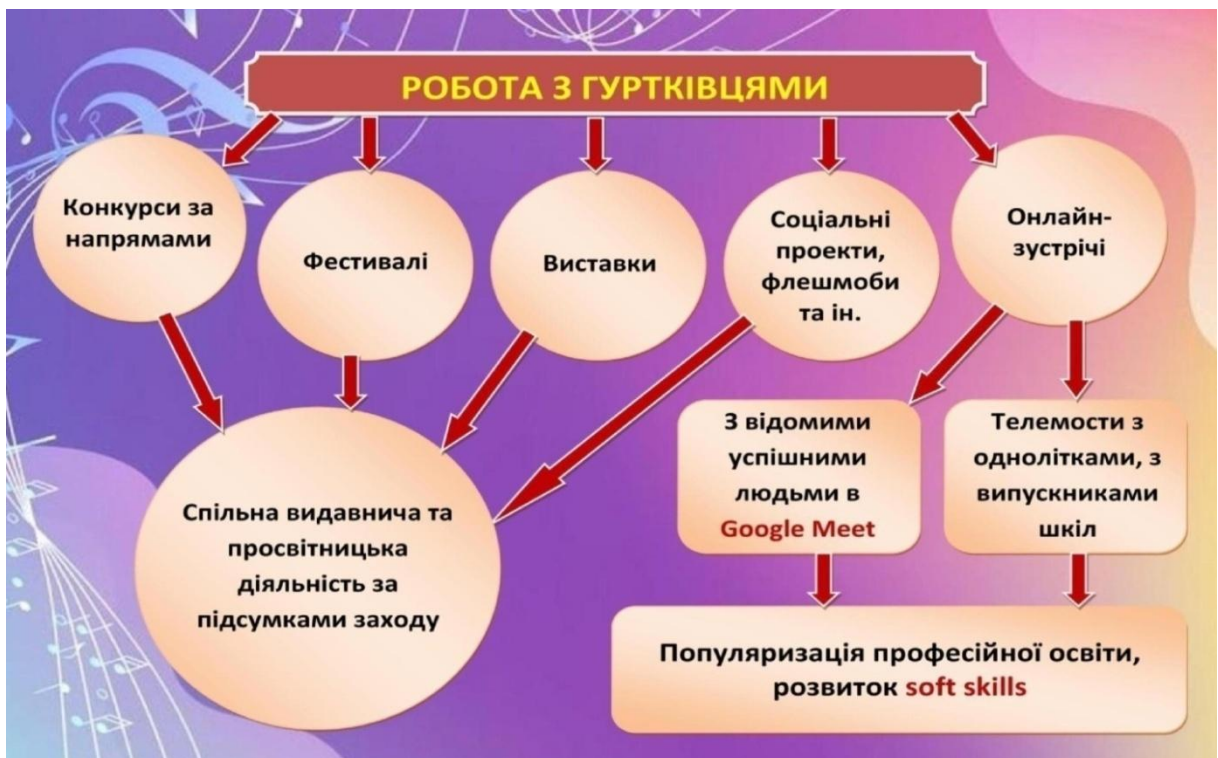 РОБОТА З ГУРТКІВЦЯМИ
Конкурси за
напрямами
Фестивалі
Виставки
Соціальні
проекти,
флешмоби
та ін.
Онлайн-
зустрічі
Спільна видавнича та
просвітницька
діяльність за
підсумками заходу
З відомими
успішними
людьми в
Google Meet
Телемости з
однолітками, з
випускниками
шкіл
Популяризація професійної освіти,
розвиток soft skills